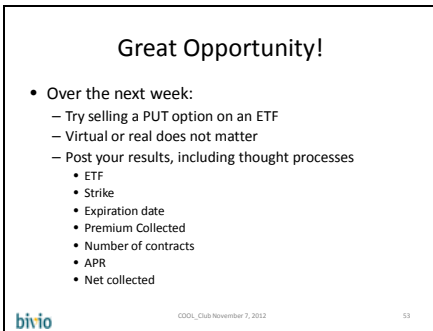 Great Opportunity!
• Over the next week:
– Try selling a PUT option on an ETF
– Virtual or real does not matter
– Post your results, including thought processes
• ETF
• Strike
• Expiration date
• Premium Collected
• Number of contracts
• APR
• Net collected
bivio
COOL_Club November 7, 2012
53